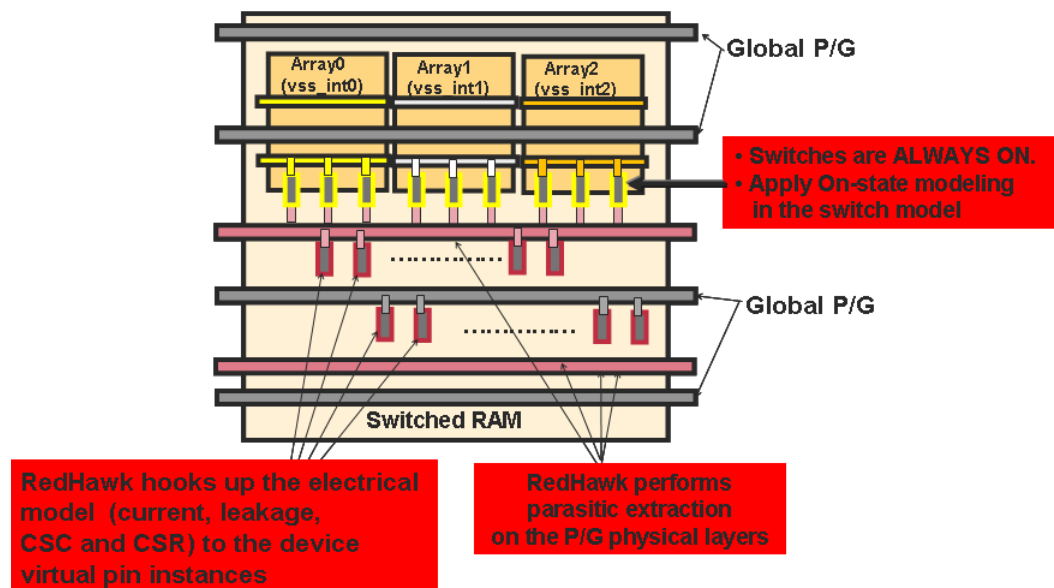 Global P/G
Array0
(vss_int0)
Array1
(vss_int1)
Array2
(vss_int2)
• Switches are ALWAYS ON.
• Apply On-state modeling
in the switch model
Global P/G
Switched RAM
RedHawk hooks up the electrical
model (current, leakage,
CSC and CSR) to the device
virtual pin instances
RedHawk performs
parasitic extraction
on the P/G physical layers